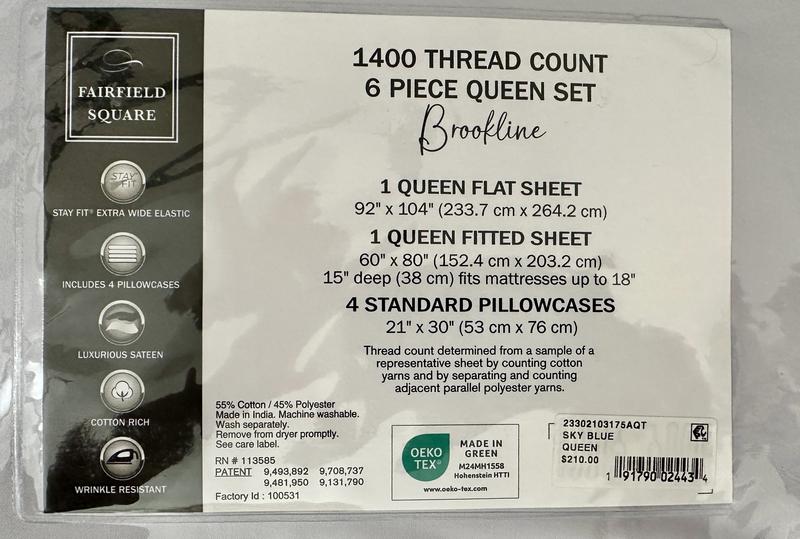 FAIRFIELD
SQUARE
STAY
FIT
STAY FIT® EXTRA WIDE ELASTIC
INCLUDES 4 PILLOWCASES
LUXURIOUS SATEEN
COTTON RICH
WRINKLE RESISTANT
1400 THREAD COUNT
6 PIECE QUEEN SET
Brookline
1 QUEEN FLAT SHEET
92" x 104" (233.7 cm x 264.2 cm)
1 QUEEN FITTED SHEET
60" x 80" (152.4 cm x 203.2 cm)
15" deep (38 cm) fits mattresses up to 18"
4 STANDARD PILLOWCASES
21" x 30" (53 cm x 76 cm)
Thread count determined from a sample of a
representative sheet by counting cotton
yarns and by separating and counting
adjacent parallel polyester yarns.
55% Cotton / 45% Polyester
Made in India. Machine washable.
Wash separately.
Remove from dryer promptly.
See care label.
RN # 113585
PATENT 9,493,892 9,708,737
9,481,950 9,131,790
Factory Id : 100531
OEKO
TEX®
MADE IN
GREEN
M24MH1558
Hohenstein HTTI
www.oeko-tex.com
23302103175AQT
SKY BLUE
QUEEN
$210.00
1 91790 02443 4